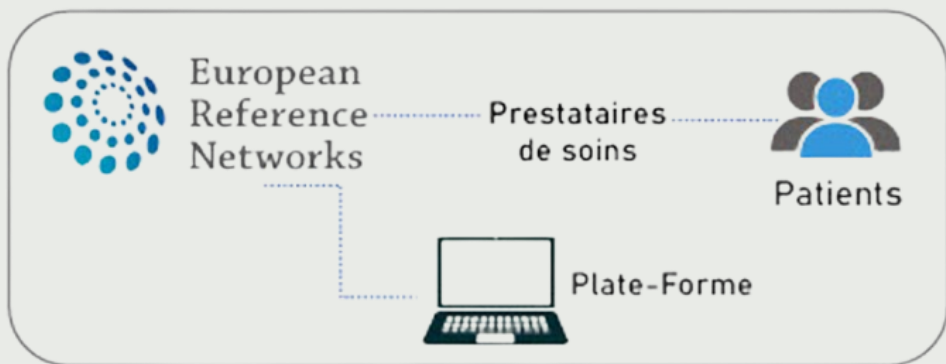 European
Reference
Networks
Prestataires
de soins
Patients
Plate-Forme